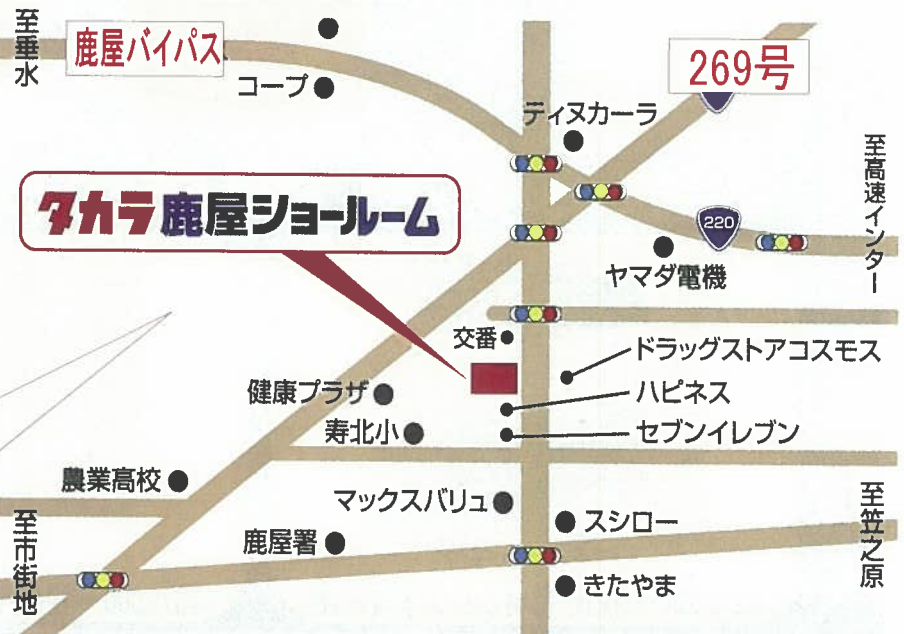 至垂水
鹿屋バイパス
コープ
269号
ティヌカーラ
至高速インター
タカラ鹿屋ショールーム
220
ヤマダ電機
交番
ドラッグストアコスモス
健康プラザ
ハピネス
寿北小
セブンイレブン
農業高校
マックスバリュ
至市街地
鹿屋署
スシロー
至笠之原
きたやま